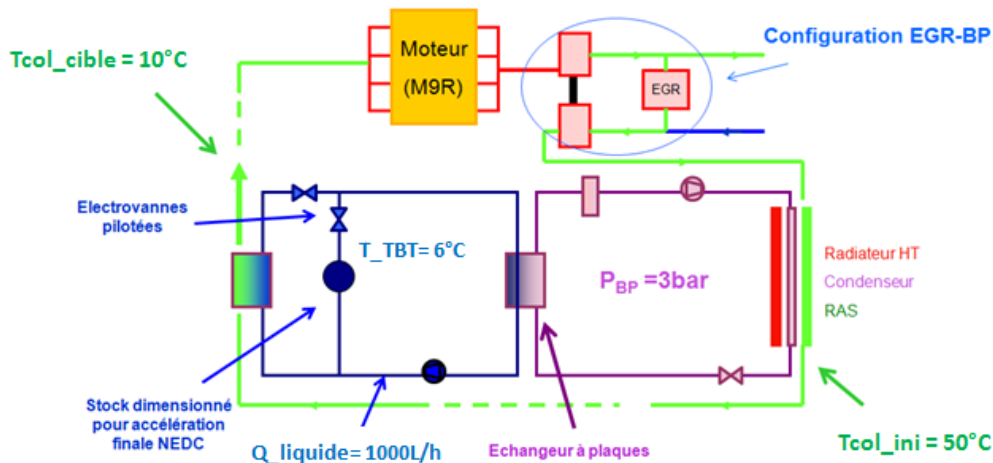 Tcol_cible = 10°C
Moteur
(M9R)
Configuration EGR-BP
EGR
Electrovannes
pilotées
T_TBT= 6°C
P_BP =3bar
Radiateur HT
Condenseur
RAS
Stock dimensionné
pour accélération
finale NEDC
Q_liquide= 1000L/h
Echangeur à plaques
Tcol_ini = 50°C